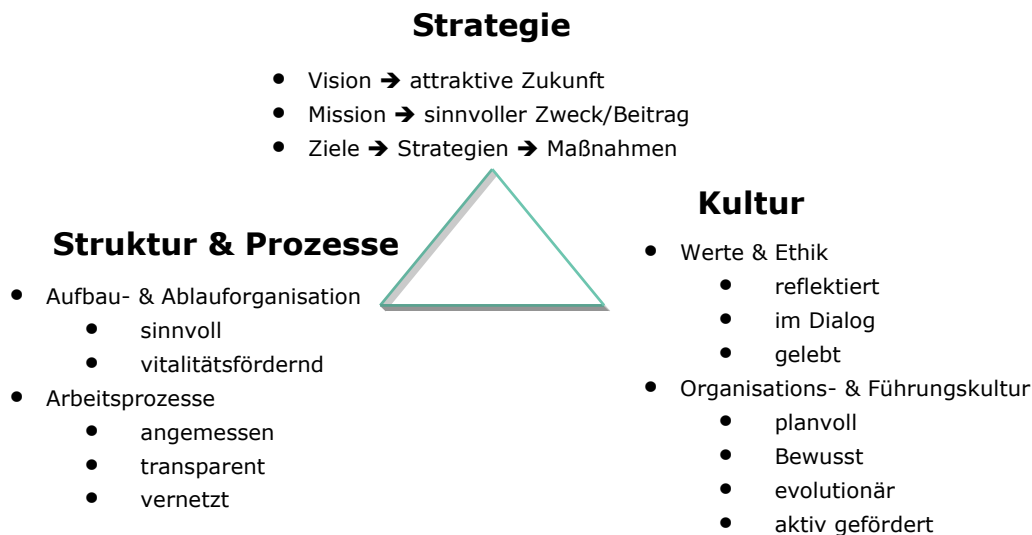 Strategie
• Vision ➔ attraktive Zukunft
• Mission ➔ sinnvoller Zweck/Beitrag
• Ziele ➔ Strategien ➔ Maßnahmen
Struktur & Prozesse
• Aufbau- & Ablauforganisation
• sinnvoll
• vitalitätsfördernd
• Arbeitsprozesse
• angemessen
• transparent
• vernetzt
Kultur
• Werte & Ethik
• reflektiert
• im Dialog
• gelebt
• Organisations- & Führungskultur
• planvoll
• Bewusst
• evolutionär
• aktiv gefördert